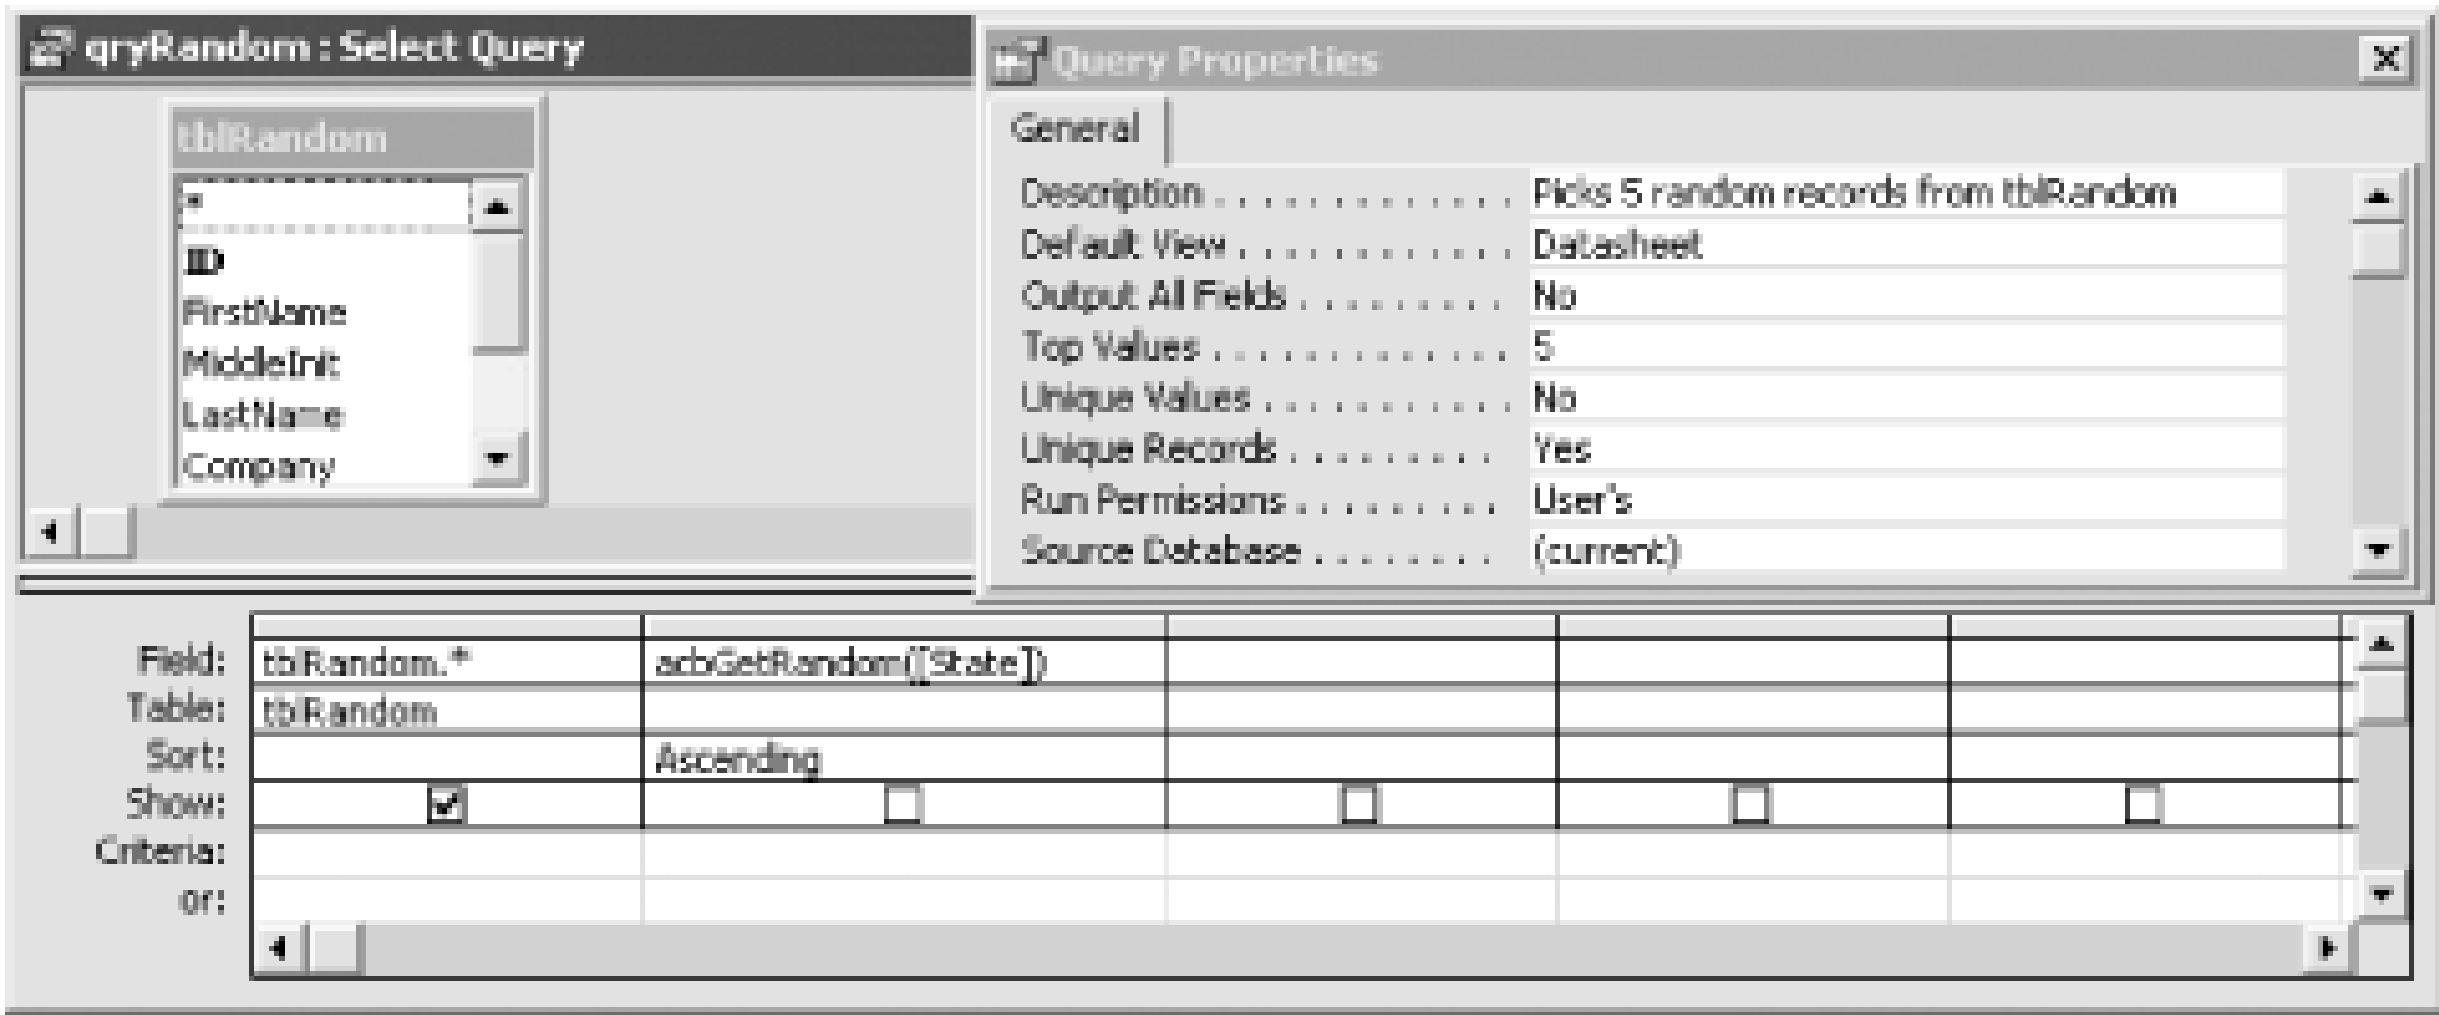 qryRandom : Select Query
tblRandom
*
ID
FirstName
MiddleInit
LastName
Company
Query Properties
General
Description . . . . . . . . . . . . . Picks 5 random records from tblRandom
Default View . . . . . . . . . . . . Datasheet
Output All Fields . . . . . . . . . No
Top Values . . . . . . . . . . . . . 5
Unique Values . . . . . . . . . . . No
Unique Records . . . . . . . . . Yes
Run Permissions . . . . . . . . . User's
Source Database . . . . . . . . (current)
Field: tblRandom.* acbGetRandom([State])
Table: tblRandom
Sort: Ascending
Show:
Criteria:
or: